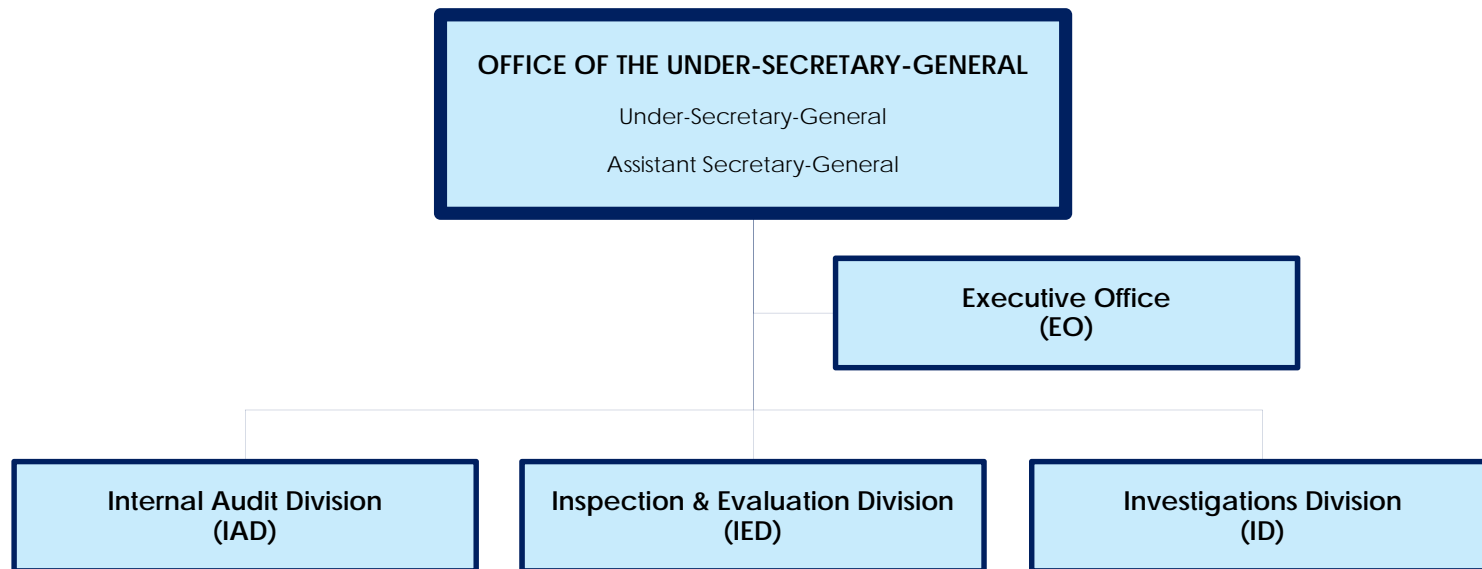 OFFICE OF THE UNDER-SECRETARY-GENERAL
Under-Secretary-General
Assistant Secretary-General
Executive Office
(EO)
Internal Audit Division
(IAD)
Inspection & Evaluation Division
(IED)
Investigations Division
(ID)